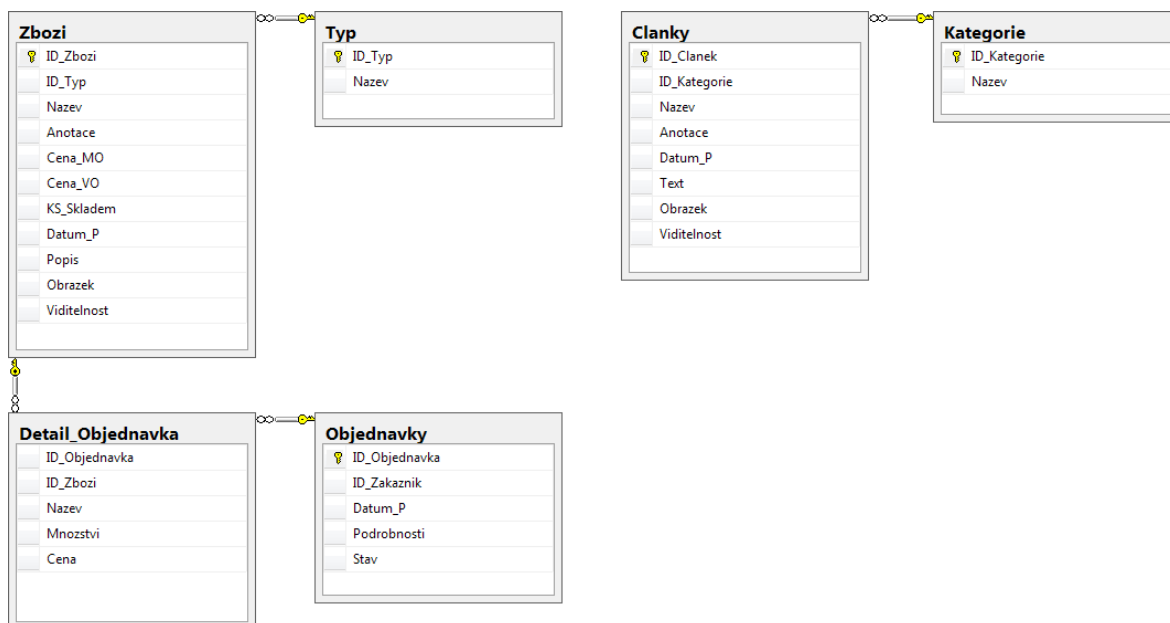 Zbozi
ID_Zbozi
ID_Typ
Nazev
Anotace
Cena_MO
Cena_VO
KS_Skladem
Datum_P
Popis
Obrazek
Viditelnost
Typ
ID_Typ
Nazev
Clanky
ID_Clanek
ID_Kategorie
Nazev
Anotace
Datum_P
Text
Obrazek
Viditelnost
Kategorie
ID_Kategorie
Nazev
Detail_Objednavka
ID_Objednavka
ID_Zbozi
Nazev
Mnozstvi
Cena
Objednavky
ID_Objednavka
ID_Zakaznik
Datum_P
Podrobnosti
Stav